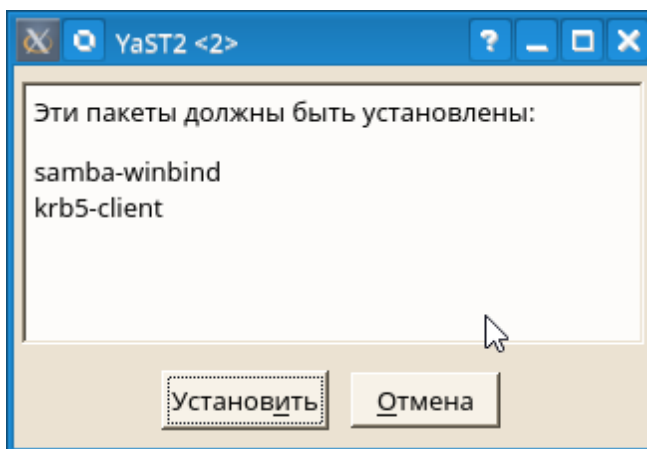 YaST2 <2>
Эти пакеты должны быть установлены:
samba-winbind
krb5-client
Установить Отмена